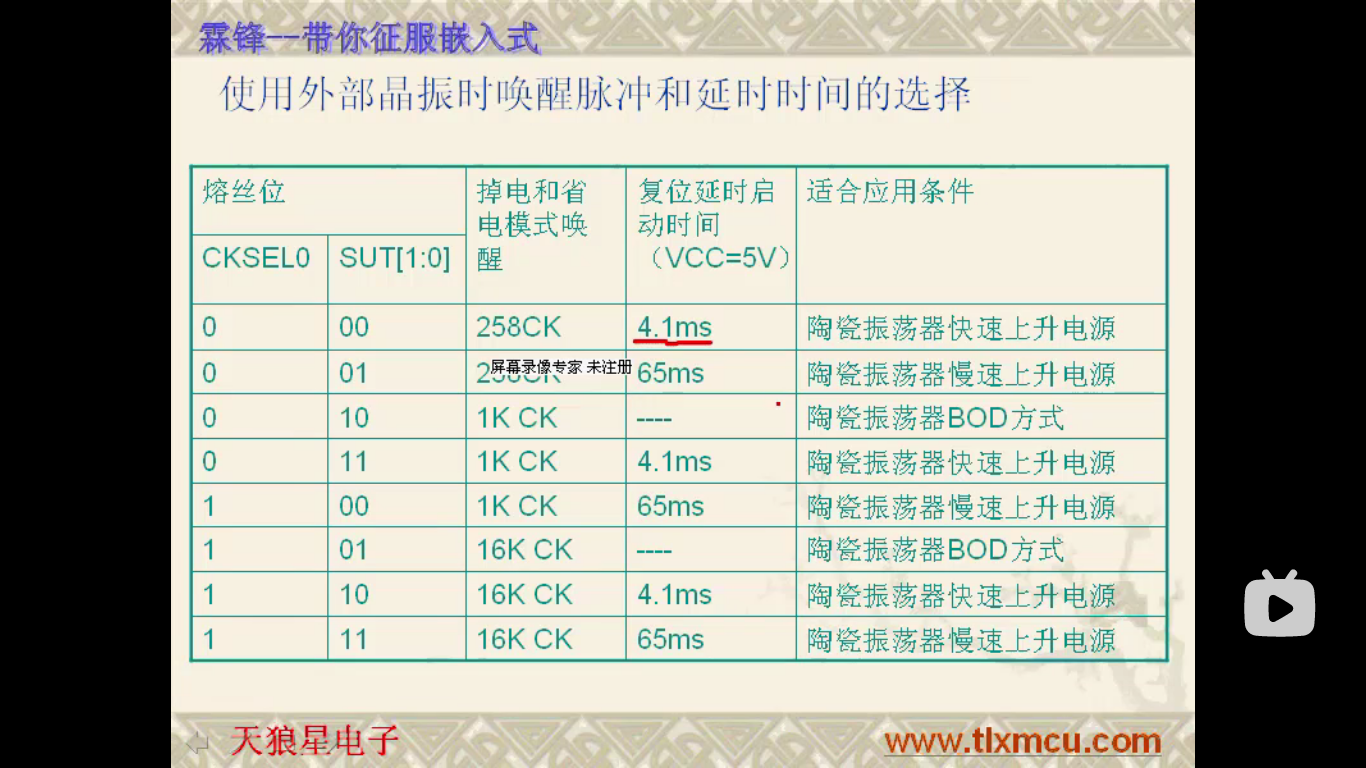 霖锋--带你征服嵌入式
使用外部晶振时唤醒脉冲和延时时间的选择
熔丝位
掉电和省
电模式唤
醒
复位延时启
动时间
（VCC=5V）
适合应用条件
CKSEL0 SUT[1:0]
0 00 258CK 4.1ms 陶瓷振荡器快速上升电源
屏幕录像专家 未注册
0 01 258CK 65ms 陶瓷振荡器慢速上升电源
0 10 1K CK ---- 陶瓷振荡器BOD方式
0 11 1K CK 4.1ms 陶瓷振荡器快速上升电源
1 00 1K CK 65ms 陶瓷振荡器慢速上升电源
1 01 16K CK ---- 陶瓷振荡器BOD方式
1 10 16K CK 4.1ms 陶瓷振荡器快速上升电源
1 11 16K CK 65ms 陶瓷振荡器慢速上升电源
天狼星电子
www.tlxmcu.com